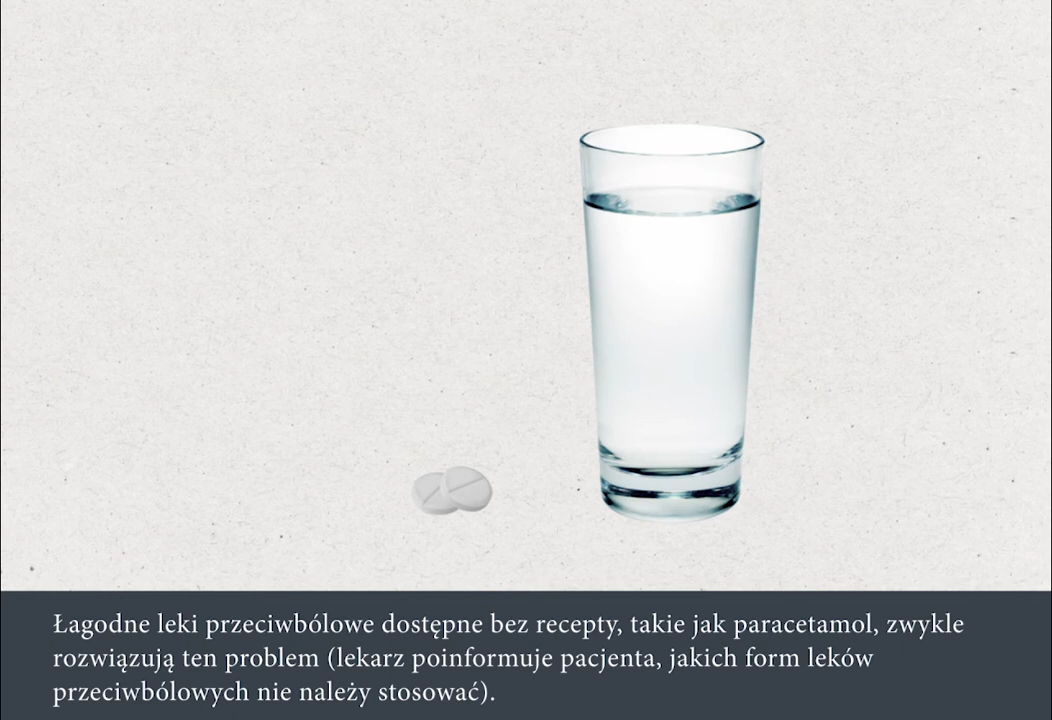 Łagodne leki przeciwbólowe dostępne bez recepty, takie jak paracetamol, zwykle
rozwiązują ten problem (lekarz poinformuje pacjenta, jakich form leków
przeciwbólowych nie należy stosować).